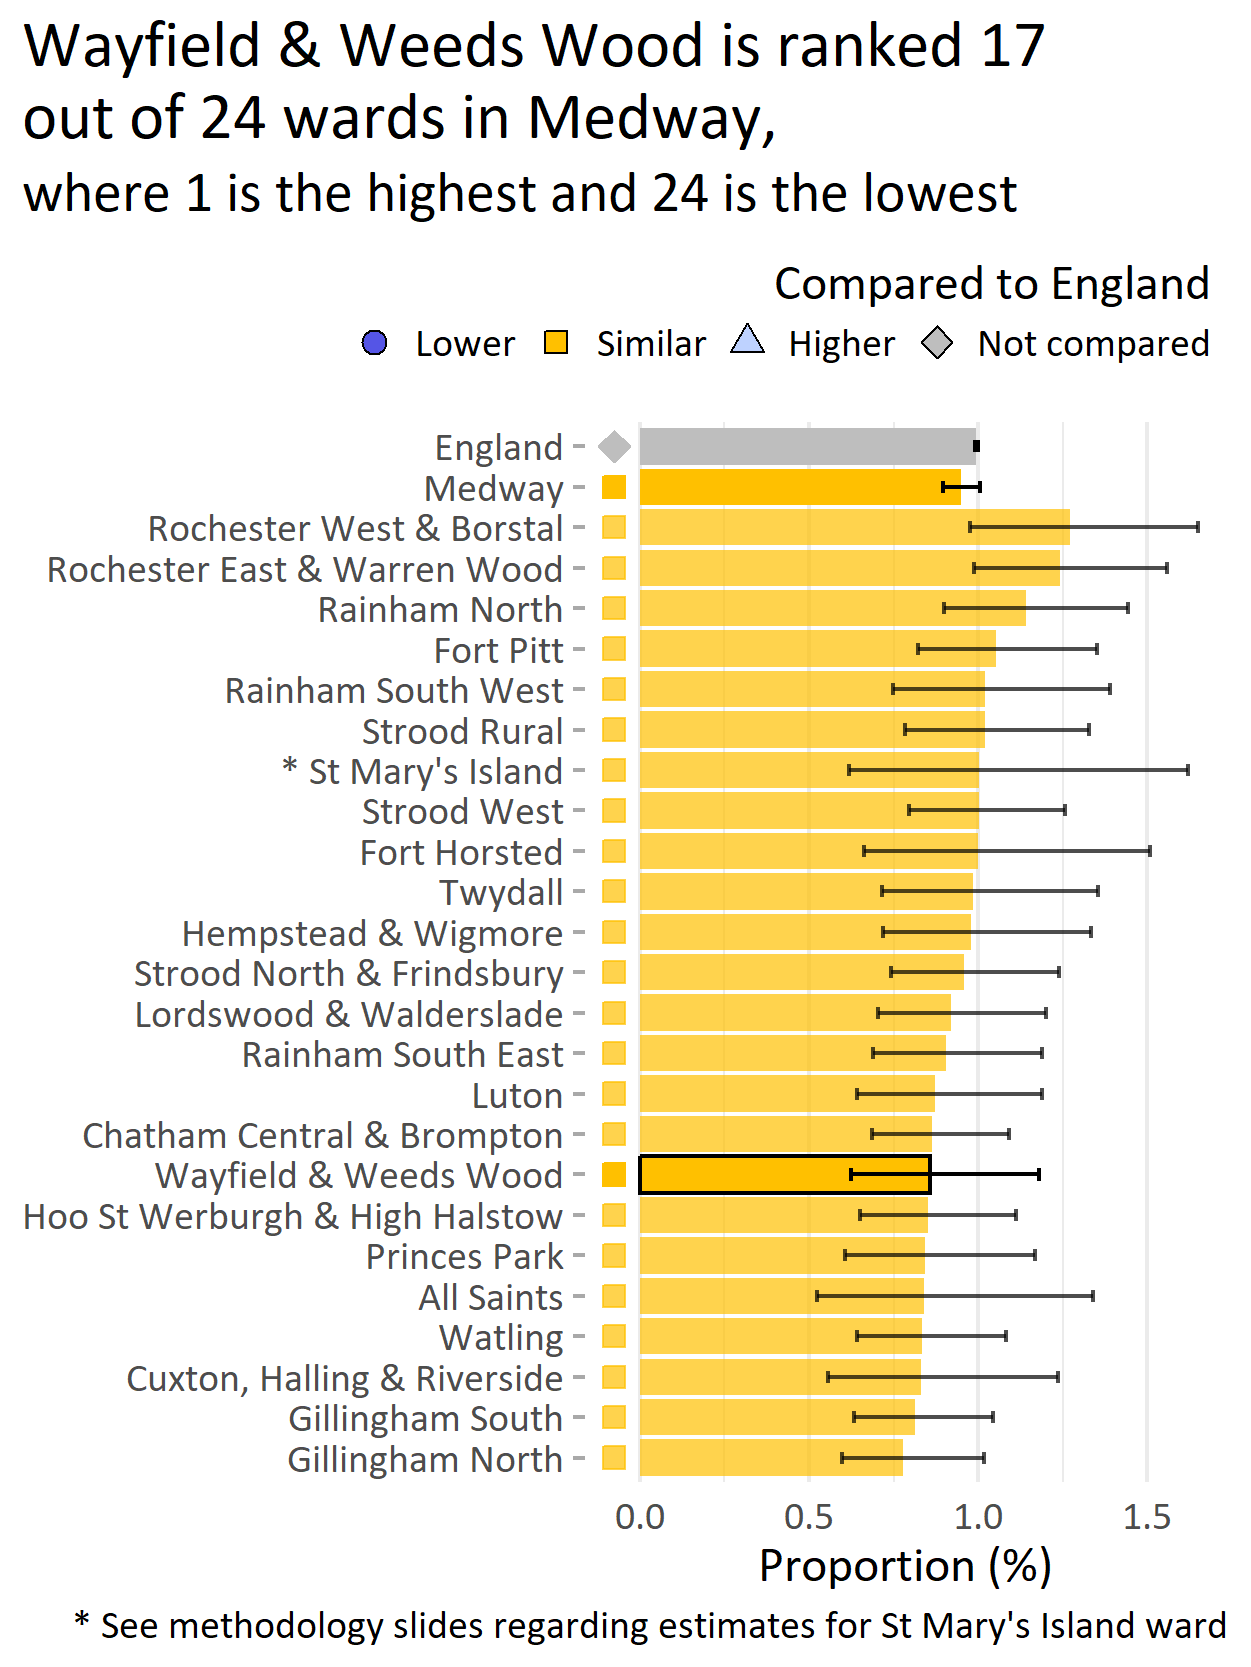 Wayfield & Weeds Wood is ranked 17
out of 24 wards in Medway,
where 1 is the highest and 24 is the lowest
Compared to England
Lower Similar Higher Not compared
England
Medway
Rochester West & Borstal
Rochester East & Warren Wood
Rainham North
Fort Pitt
Rainham South West
Strood Rural
* St Mary's Island
Strood West
Fort Horsted
Twydall
Hempstead & Wigmore
Strood North & Frindsbury
Lordswood & Walderslade
Rainham South East
Luton
Chatham Central & Brompton
Wayfield & Weeds Wood
Hoo St Werburgh & High Halstow
Princes Park
All Saints
Watling
Cuxton, Halling & Riverside
Gillingham South
Gillingham North
0.0 0.5 1.0 1.5
Proportion (%)
* See methodology slides regarding estimates for St Mary's Island ward